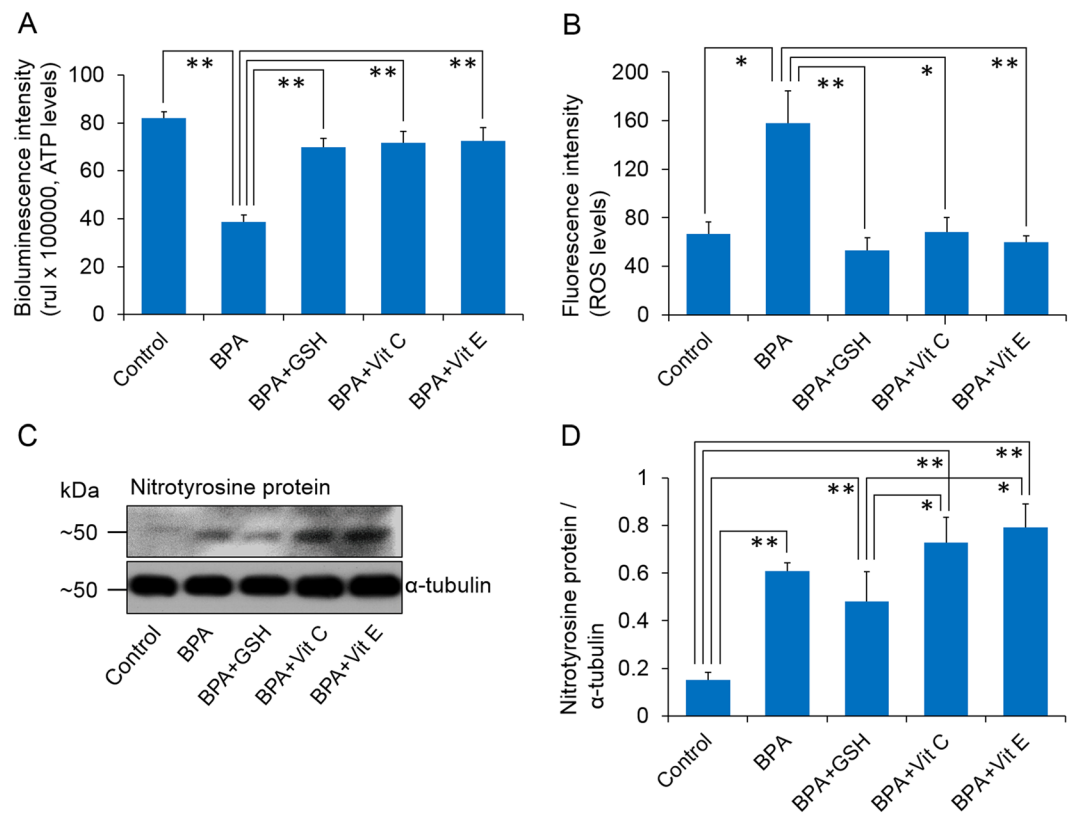 A
Bioluminescence intensity
(rul x 100000, ATP levels)
100
80
60
40
20
0
**
**
**
**
Control
BPA
BPA+GSH
BPA+Vit C
BPA+Vit E
B
Fluorescence intensity
(ROS levels)
200
160
120
80
40
0
*
**
*
**
Control
BPA
BPA+GSH
BPA+Vit C
BPA+Vit E
C
kDa
Nitrotyrosine protein
~50
~50
α-tubulin
Control
BPA
BPA+GSH
BPA+Vit C
BPA+Vit E
D
Nitrotyrosine protein /
α-tubulin
1
0.8
0.6
0.4
0.2
0
**
**
**
**
*
*
Control
BPA
BPA+GSH
BPA+Vit C
BPA+Vit E